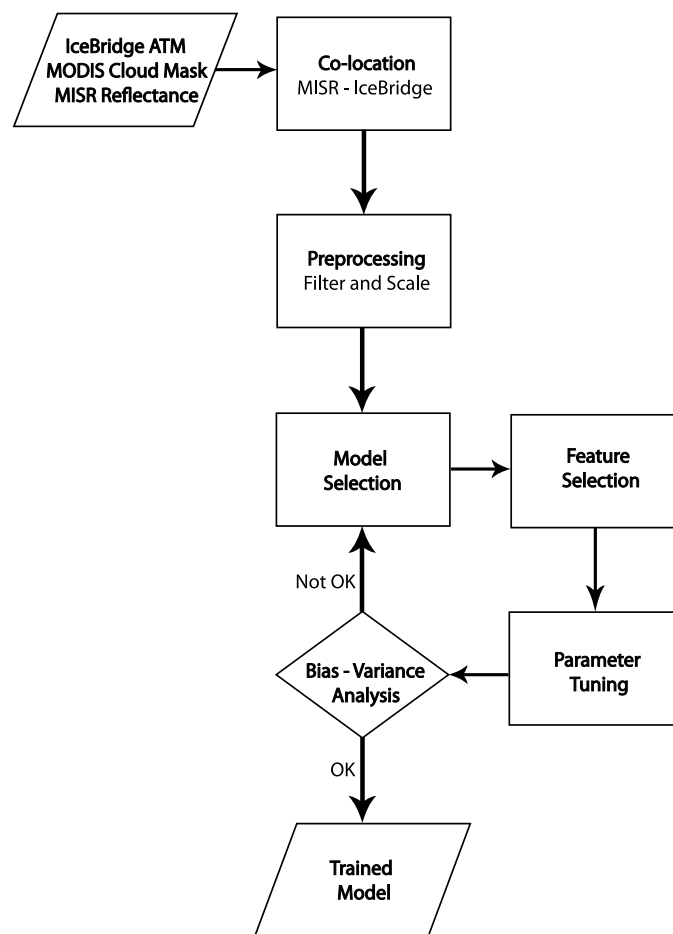 IceBridge ATM
MODIS Cloud Mask
MISR Reflectance
Co-location
MISR - IceBridge
Preprocessing
Filter and Scale
Model
Selection
Feature
Selection
Not OK
Bias - Variance
Analysis
Parameter
Tuning
OK
Trained
Model